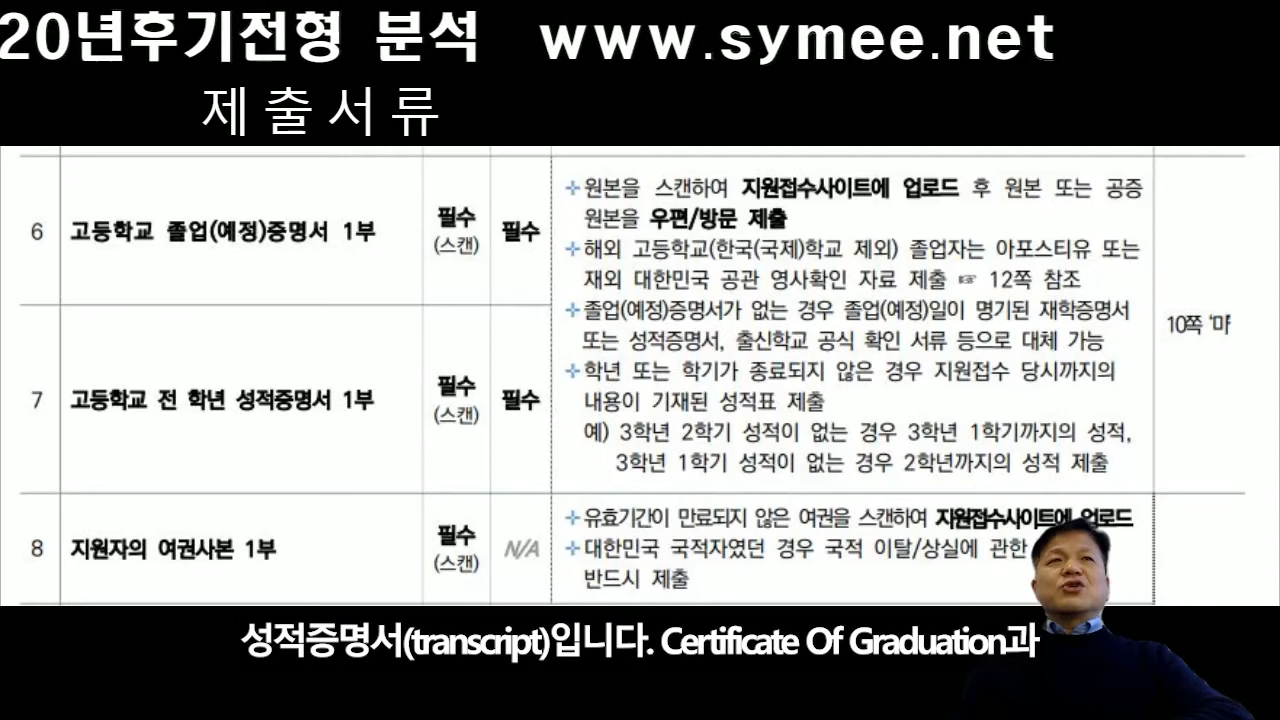 20년후기전형 분석 www.symee.net
제출서류
6 고등학교 졸업(예정)증명서 1부 필수 (스캔) 필수
✢원본을 스캔하여 지원접수사이트에 업로드 후 원본 또는 공증
원본을 우편/방문 제출
✢해외 고등학교(한국(국제)학교 제외) 졸업자는 아포스티유 또는
재외 대한민국 공관 영사확인 자료 제출 ☞ 12쪽 참조
✢졸업(예정)증명서가 없는 경우 졸업(예정)일이 명기된 재학증명서
또는 성적증명서, 출신학교 공식 확인 서류 등으로 대체 가능
10쪽 '마'
7 고등학교 전 학년 성적증명서 1부 필수 (스캔) 필수
✢학년 또는 학기가 종료되지 않은 경우 지원접수 당시까지의
내용이 기재된 성적표 제출
예) 3학년 2학기 성적이 없는 경우 3학년 1학기까지의 성적,
3학년 1학기 성적이 없는 경우 2학년까지의 성적 제출
8 지원자의 여권사본 1부 필수 (스캔) N/A
✢유효기간이 만료되지 않은 여권을 스캔하여 지원접수사이트에 업로드
✢대한민국 국적자였던 경우 국적 이탈/상실에 관한
반드시 제출
성적증명서(transcript)입니다. Certificate Of Graduation과